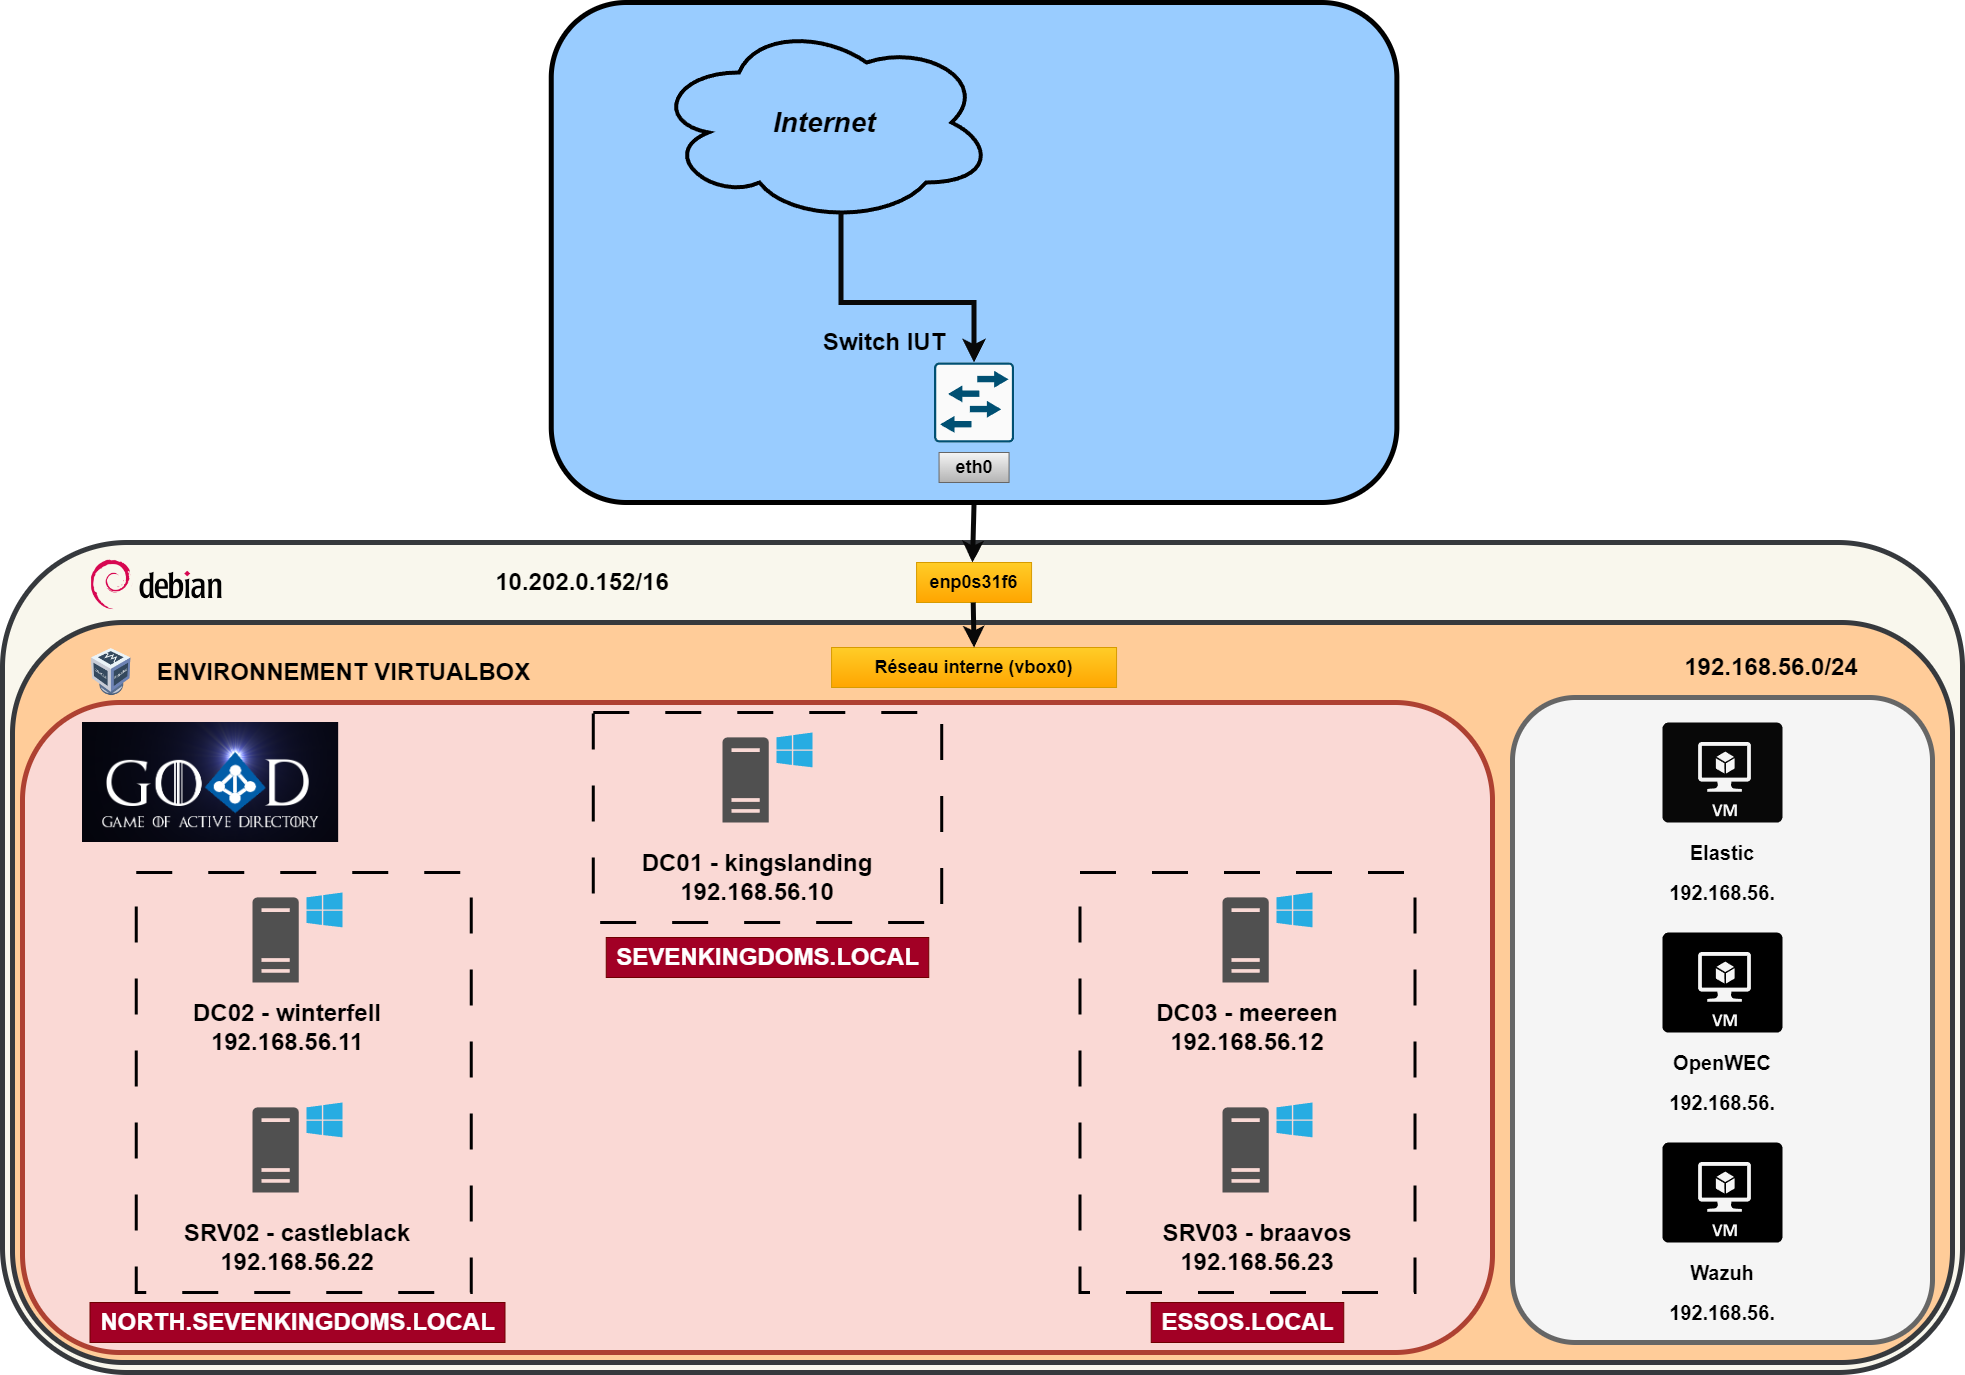 Internet
Switch IUT
eth0
debian
10.202.0.152/16
enp0s31f6
ENVIRONNEMENT VIRTUALBOX
Réseau interne (vbox0)
192.168.56.0/24
GOAD
GAME OF ACTIVE DIRECTORY
DC01 - kingslanding
192.168.56.10
SEVENKINGDOMS.LOCAL
DC02 - winterfell
192.168.56.11
SRV02 - castleblack
192.168.56.22
NORTH.SEVENKINGDOMS.LOCAL
DC03 - meereen
192.168.56.12
SRV03 - braavos
192.168.56.23
ESSOS.LOCAL
VM
Elastic
192.168.56.
VM
OpenWEC
192.168.56.
VM
Wazuh
192.168.56.